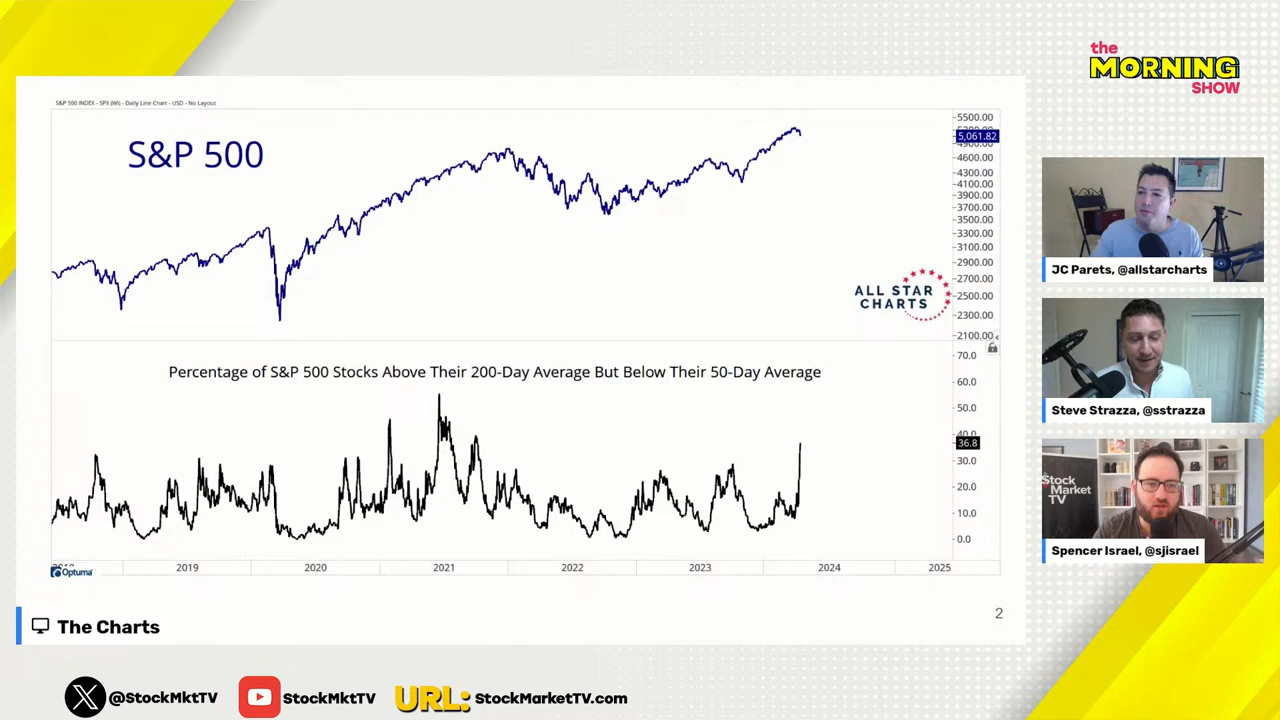 the
MORNING
SHOW
S&P 500 INDEX - SPX (WI) - Daily Line Chart - USD - No Layout
S&P 500
5500.00
5,061.82
4900.00
4600.00
4300.00
4100.00
3900.00
3700.00
3500.00
3300.00
3100.00
2900.00
2700.00
2500.00
2300.00
2100.00
ALL STAR
CHARTS
Percentage of S&P 500 Stocks Above Their 200-Day Average But Below Their 50-Day Average
70.0
60.0
50.0
40.0
36.8
30.0
20.0
10.0
0.0
2019
2020
2021
2022
2023
2024
2025
Optuma
2
The Charts
JC Parets, @allstarcharts
Steve Strazza, @sstrazza
Stock
Market
TV
Spencer Israel, @sjisrael
@StockMktTV
StockMktTV
URL:
StockMarketTV.com